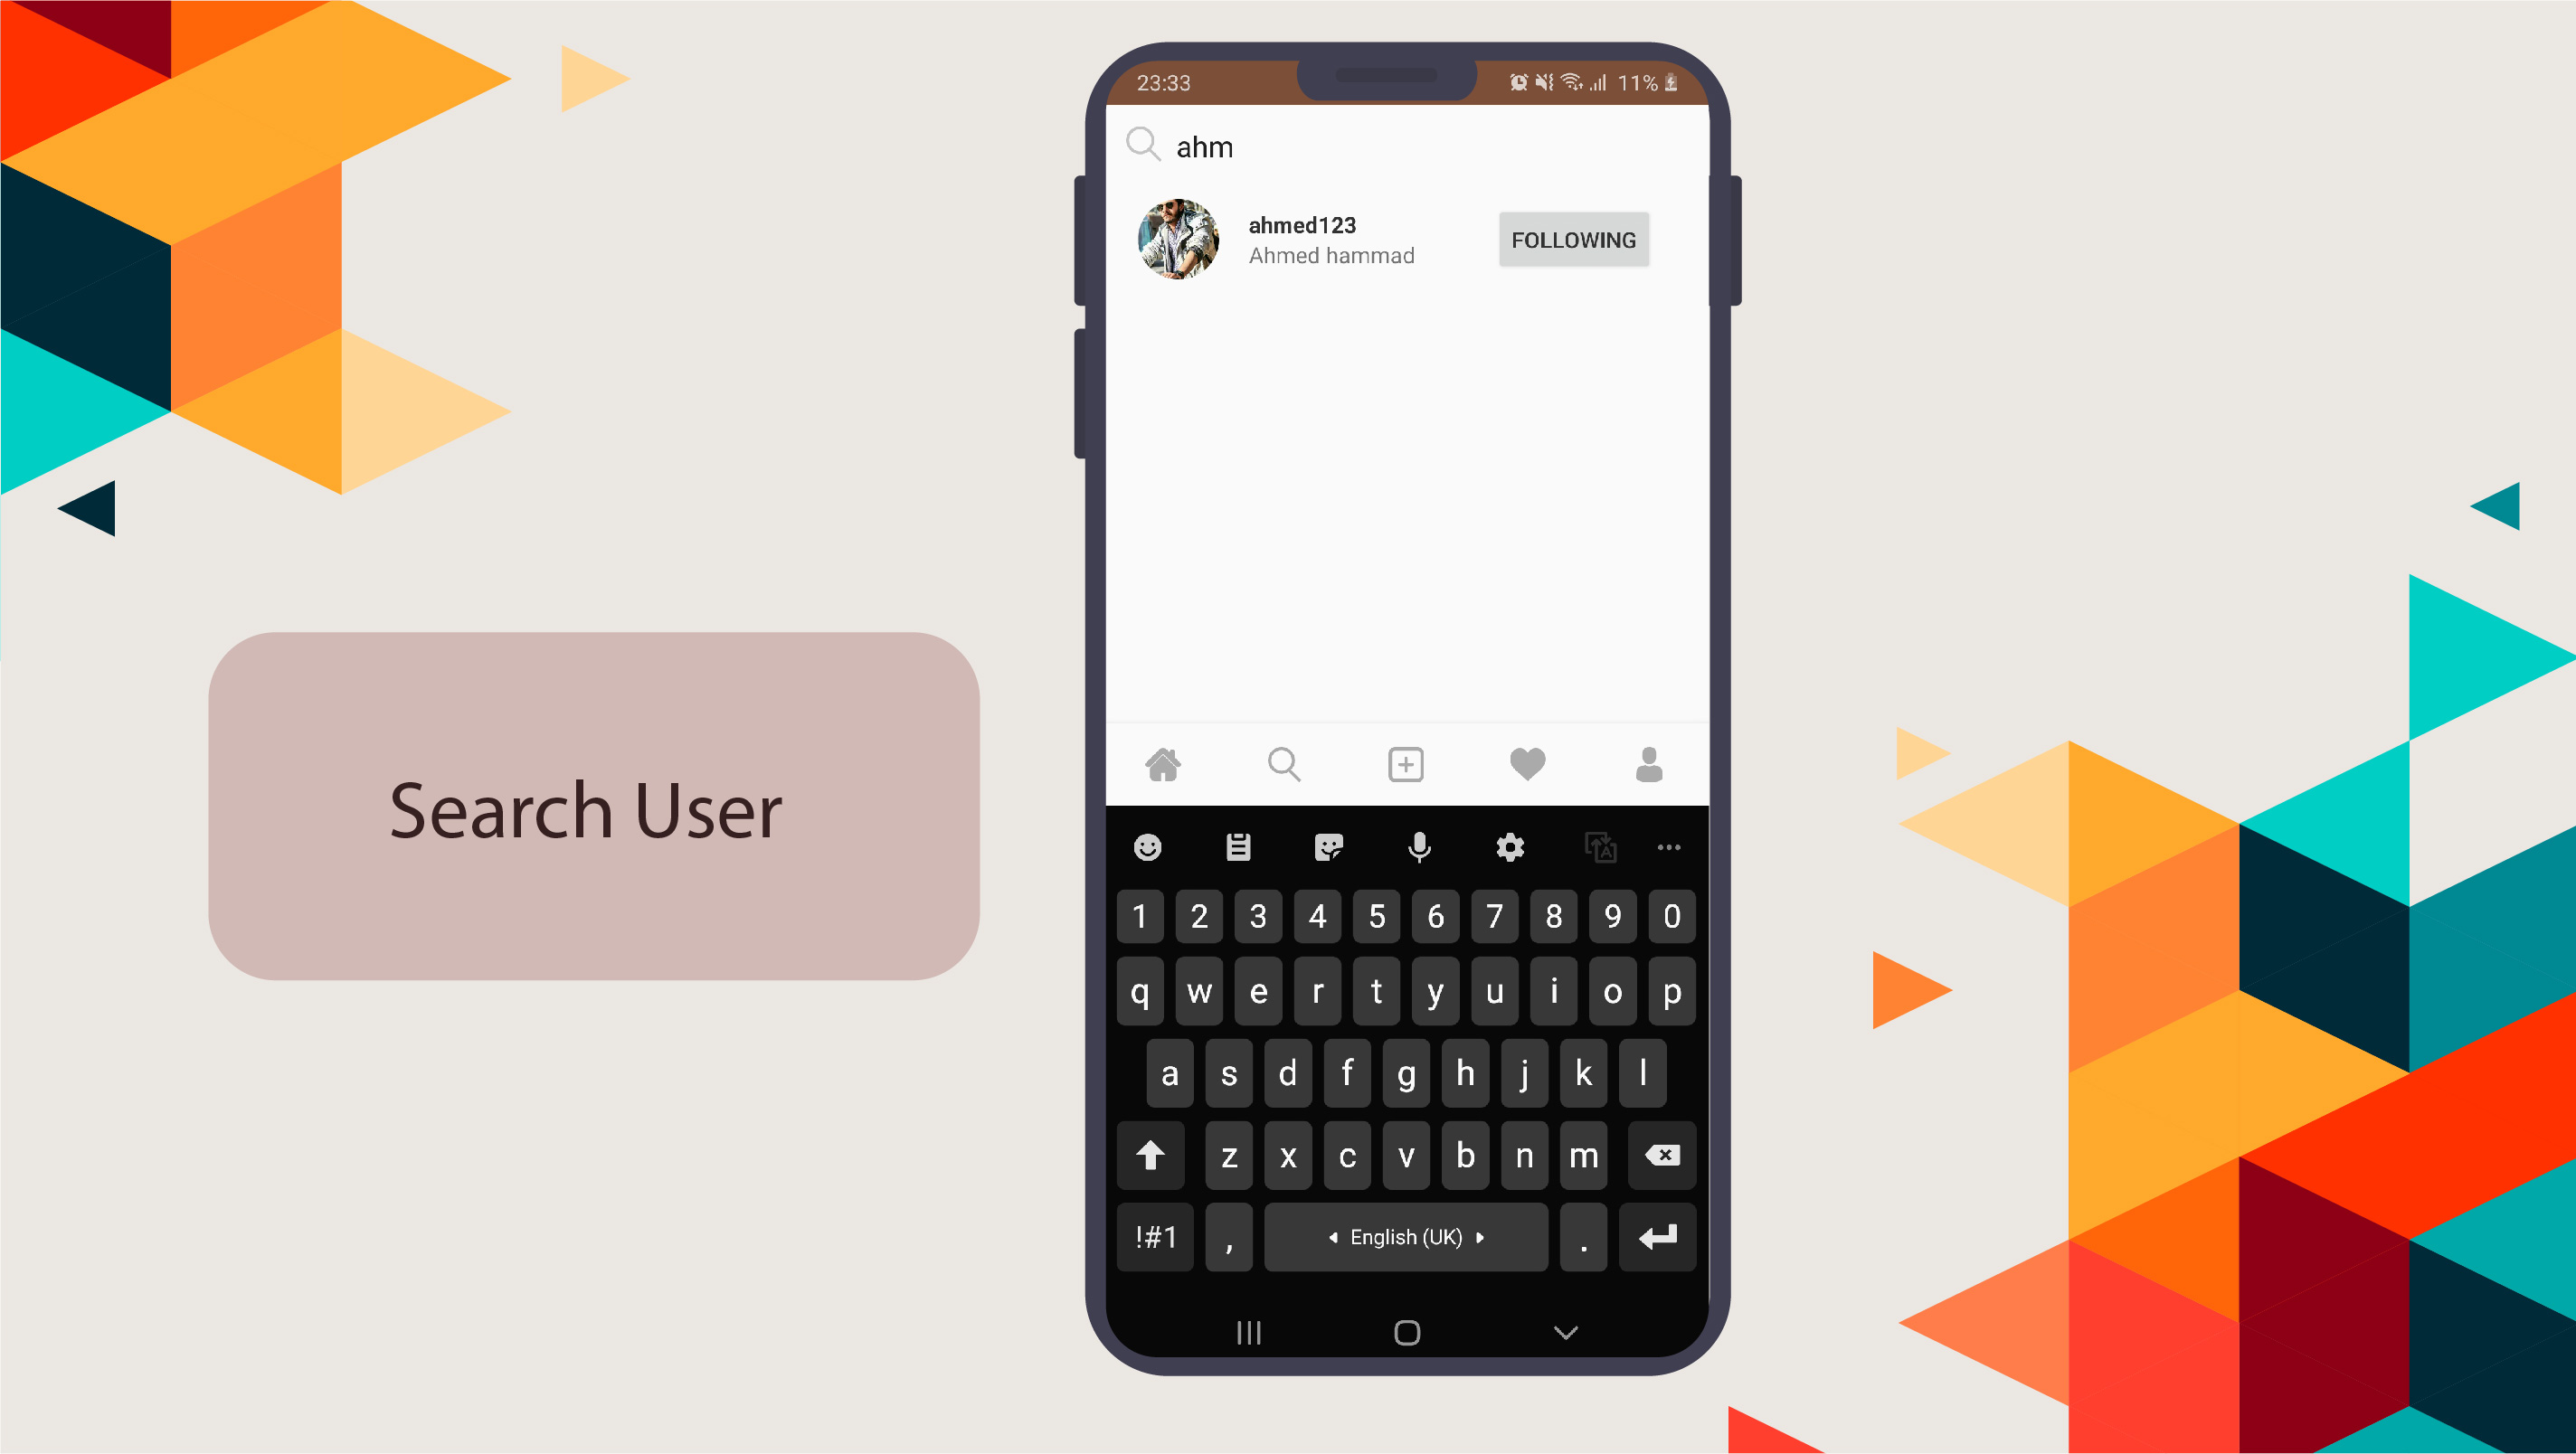 23:33 11%
ahm
ahmed123
Ahmed hammad
FOLLOWING
Search User
1 2 3 4 5 6 7 8 9 0
q w e r t y u i o p
a s d f g h j k l
z x c v b n m
!#1 , English (UK) .